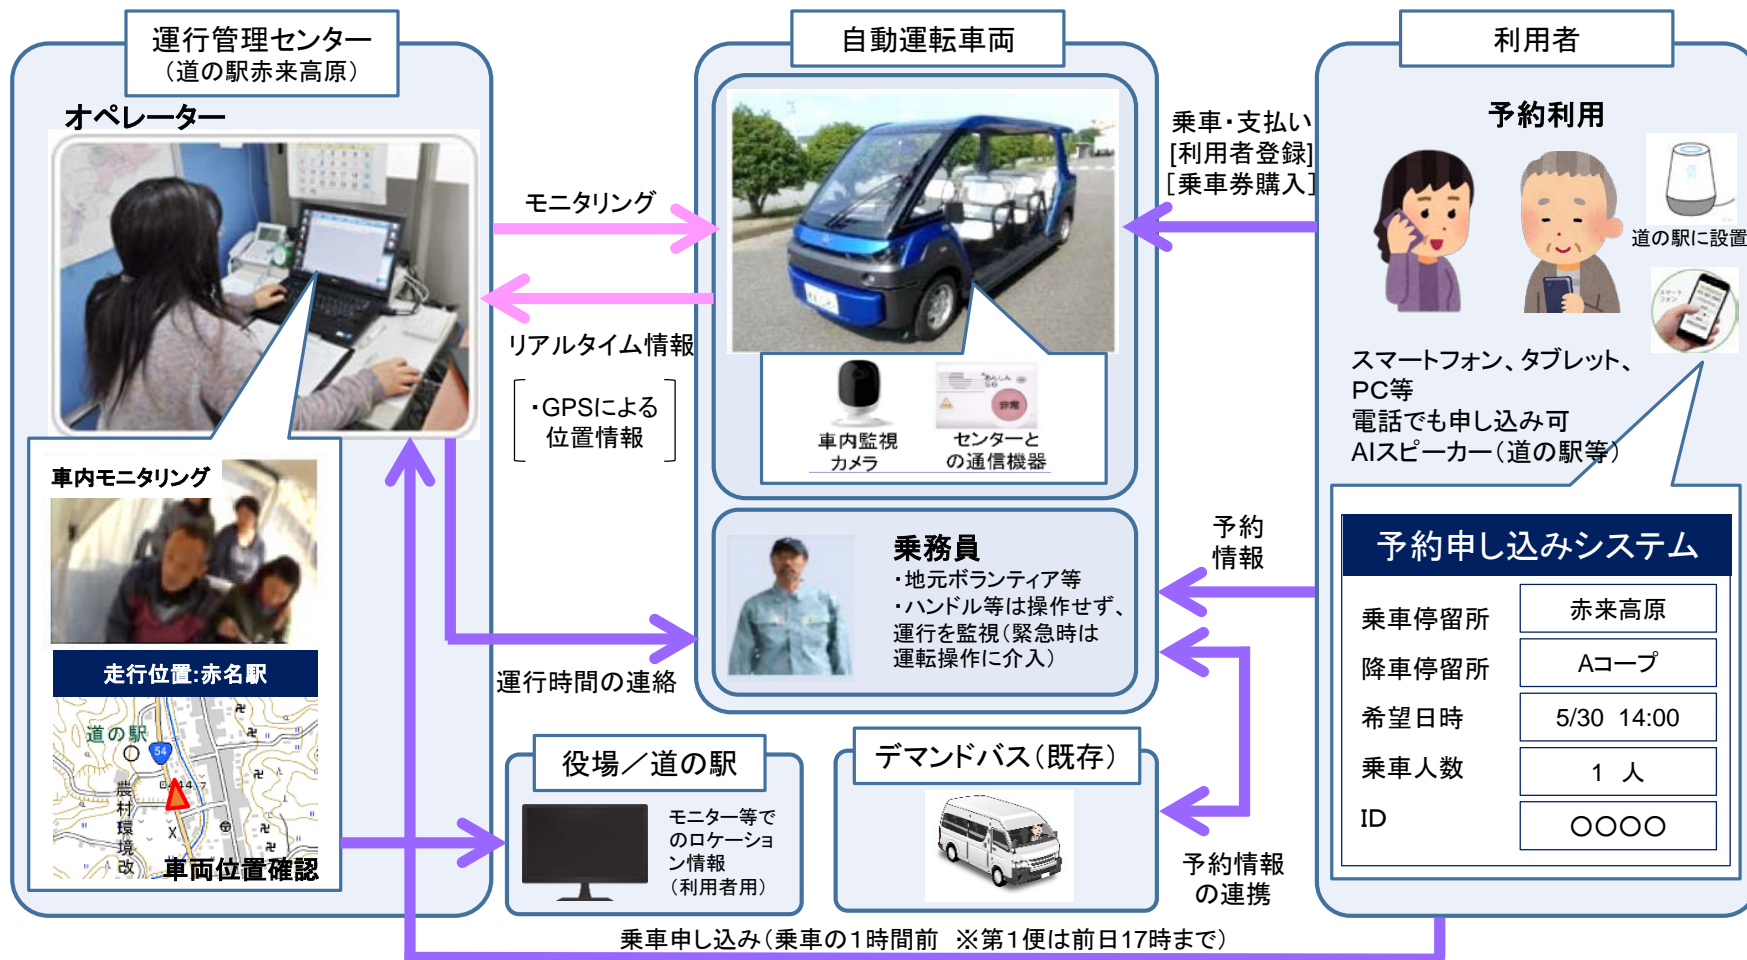 運行管理センター
（道の駅赤来高原）
オペレーター
車内モニタリング
走行位置:赤名駅
道の駅
54
農村環境改
車両位置確認
モニタリング
リアルタイム情報
・GPSによる
位置情報
運行時間の連絡
自動運転車両
非常
車内監視
カメラ
センターと
の通信機器
乗務員
・地元ボランティア等
・ハンドル等は操作せず、
運行を監視（緊急時は
運転操作に介入）
役場／道の駅
モニター等で
のロケーショ
ン情報
（利用者用）
デマンドバス（既存）
乗車・支払い
[利用者登録]
［乗車券購入］
予約
情報
予約情報
の連携
利用者
予約利用
道の駅に設置
スマート
フォン
スマートフォン、タブレット、
PC等
電話でも申し込み可
AIスピーカー（道の駅等）
予約申し込みシステム
乗車停留所 赤来高原
降車停留所 Aコープ
希望日時 5/30 14:00
乗車人数 1 人
ID 〇〇〇〇
乗車申し込み（乗車の1時間前 ※第1便は前日17時まで）